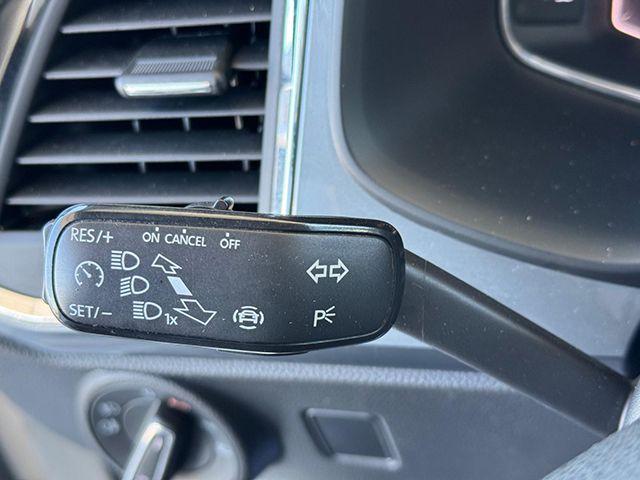 RES/+ ON CANCEL OFF
SET/- 1x P